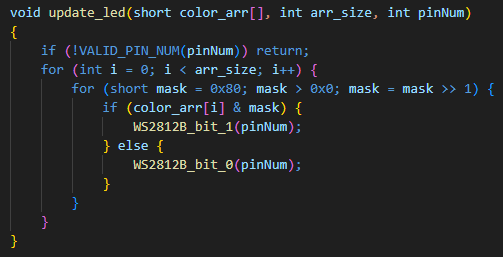 void update_led(short color_arr[], int arr_size, int pinNum)
{
    if (!VALID_PIN_NUM(pinNum)) return;
    for (int i = 0; i < arr_size; i++) {
        for (short mask = 0x80; mask > 0x0; mask = mask >> 1) {
            if (color_arr[i] & mask) {
                WS2812B_bit_1(pinNum);
            } else {
                WS2812B_bit_0(pinNum);
            }
        }
    }
}